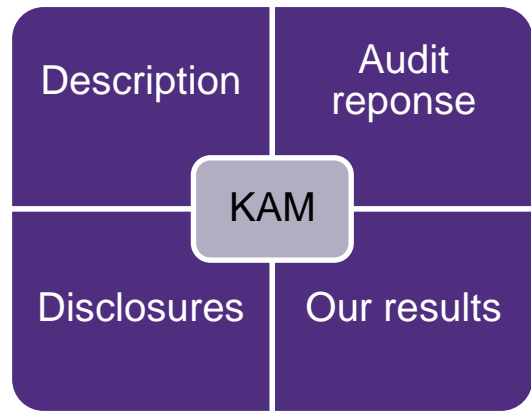 Description
Audit
reponse
KAM
Disclosures
Our results